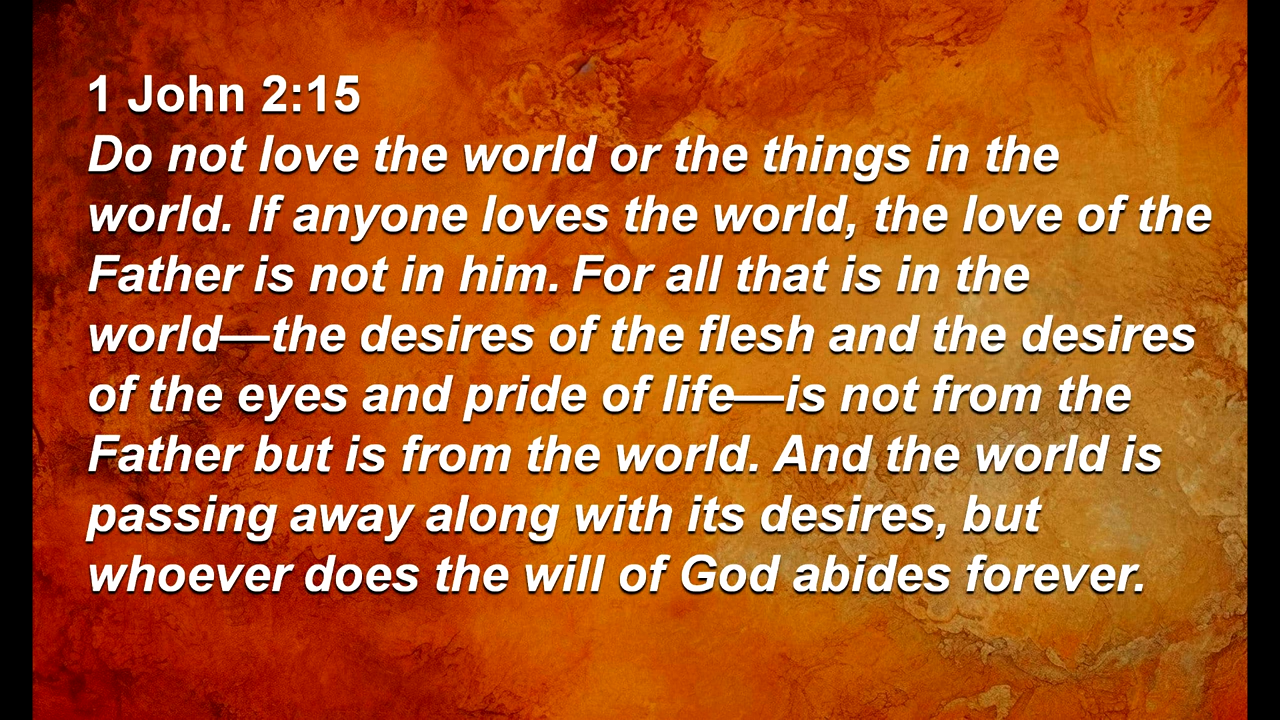 1 John 2:15
Do not love the world or the things in the
world. If anyone loves the world, the love of the
Father is not in him. For all that is in the
world—the desires of the flesh and the desires
of the eyes and pride of life—is not from the
Father but is from the world. And the world is
passing away along with its desires, but
whoever does the will of God abides forever.